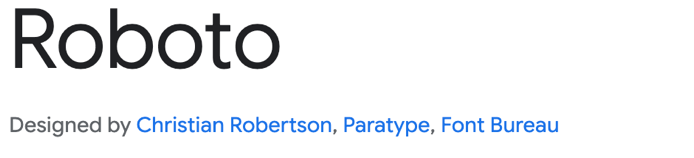 Roboto
Designed by Christian Robertson, Paratype, Font Bureau